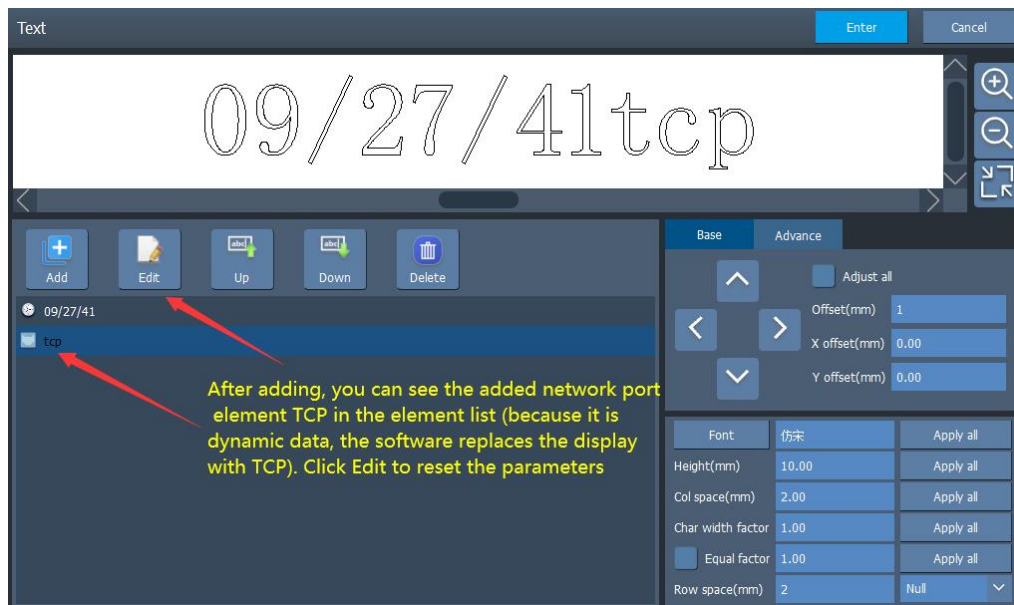 Text
Enter
Cancel
09/27/41tcp
Add
Edit
abc
Up
abc
Down
Delete
09/27/41
tcp
After adding, you can see the added network port
element TCP in the element list (because it is
dynamic data, the software replaces the display
with TCP). Click Edit to reset the parameters
Base
Advance
Adjust all
Offset(mm) 1
X offset(mm) 0.00
Y offset(mm) 0.00
Font 仿宋 Apply all
Height(mm) 10.00 Apply all
Col space(mm) 2.00 Apply all
Char width factor 1.00 Apply all
Equal factor 1.00 Apply all
Row space(mm) 2 Null